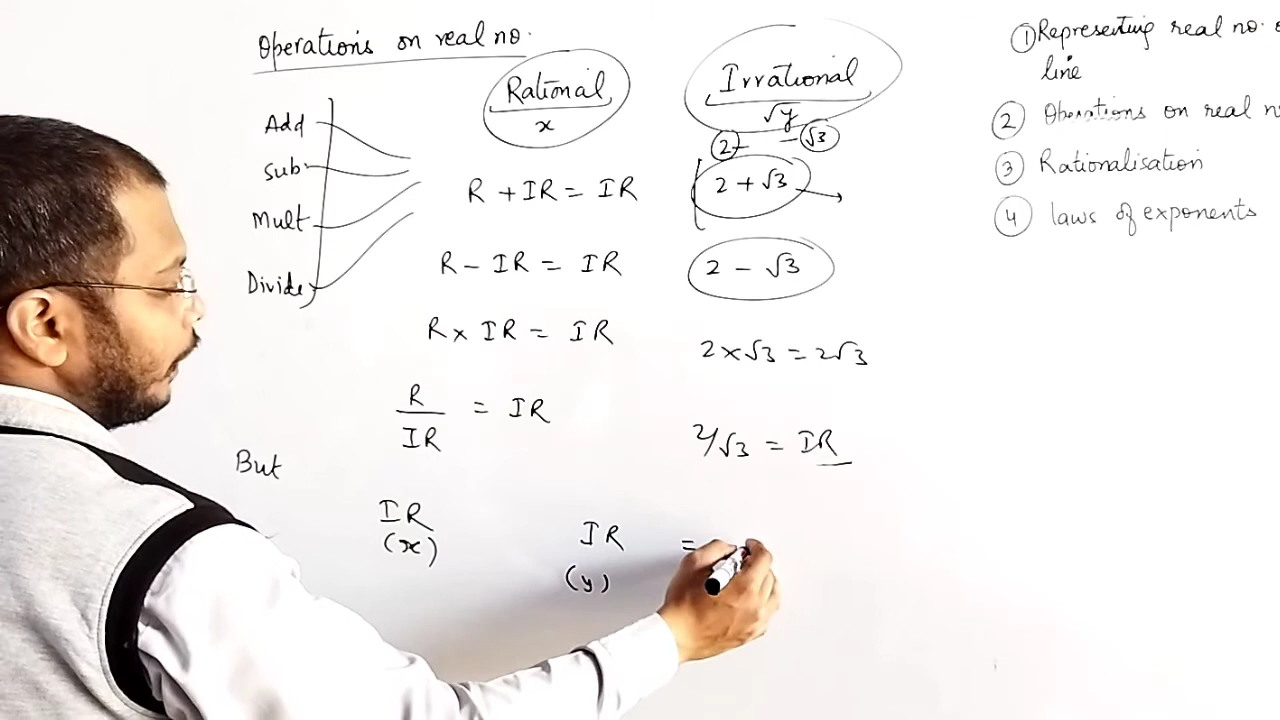 Operations on real no.
Rational
x
Irrational
√y
2 - √3
Add
Sub
Mult
Divide
R + IR = IR
2 + √3
R - IR = IR
2 - √3
R x IR = IR
2 x √3 = 2√3
R
IR
= IR
2/√3 = IR
But
IR
(x)
IR
(y)
=
① Representing real no.
line
② Operations on real
③ Rationalisation
④ laws of exponents